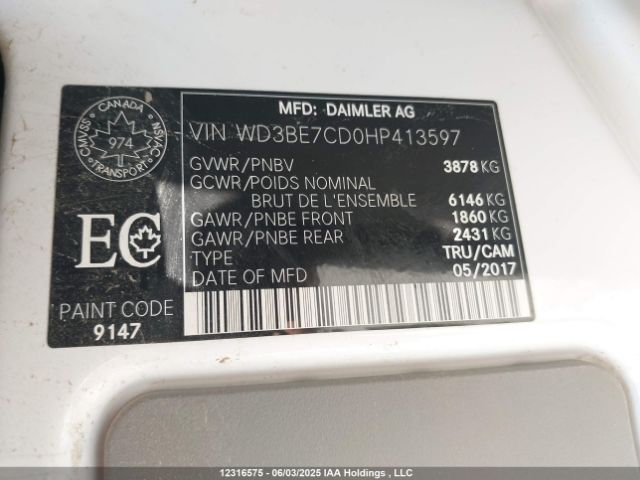 MFD: DAIMLER AG
CANADA
CMVSS
974
NSVAC
TRANSPORT
VIN WD3BE7CD0HP413597
GVWR/PNBV 3878 KG
GCWR/POIDS NOMINAL
BRUT DE L'ENSEMBLE 6146 KG
GAWR/PNBE FRONT 1860 KG
GAWR/PNBE REAR 2431 KG
TYPE TRU/CAM
DATE OF MFD 05/2017
EC
PAINT CODE
9147
12316575 - 06/03/2025 IAA Holdings , LLC